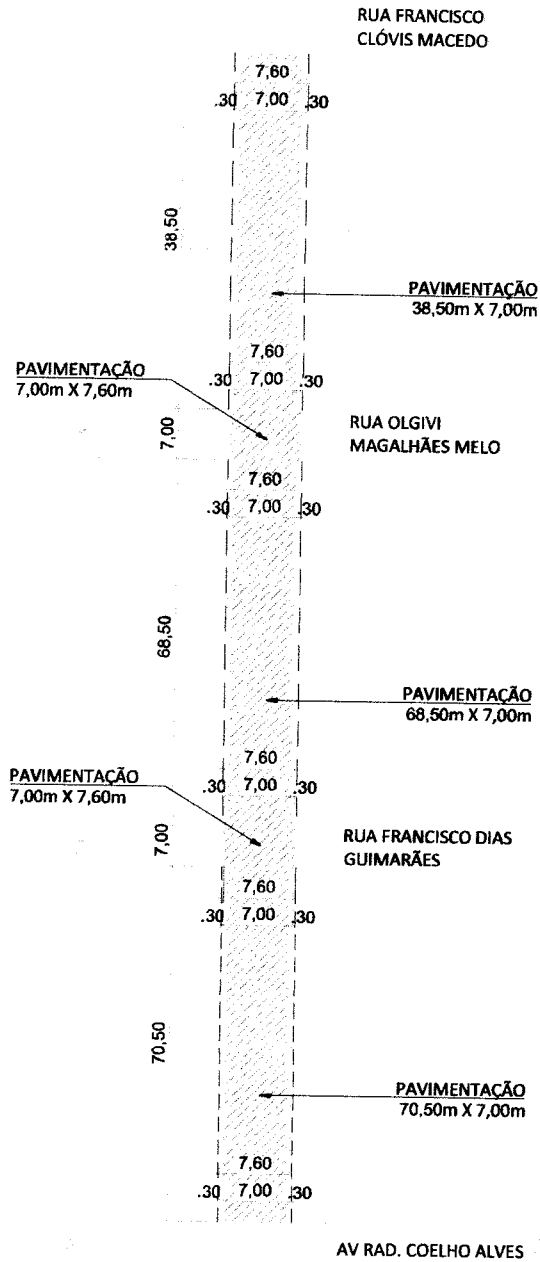 RUA FRANCISCO
CLÓVIS MACEDO
7,60
.30 7,00 .30
38,50
PAVIMENTAÇÃO
38,50m X 7,00m
7,60
.30 7,00 .30
PAVIMENTAÇÃO
7,00m X 7,60m
7,00
RUA OLGIVI
MAGALHÃES MELO
7,60
.30 7,00 .30
68,50
PAVIMENTAÇÃO
68,50m X 7,00m
7,60
.30 7,00 .30
PAVIMENTAÇÃO
7,00m X 7,60m
7,00
RUA FRANCISCO DIAS
GUIMARÃES
7,60
.30 7,00 .30
70,50
PAVIMENTAÇÃO
70,50m X 7,00m
7,60
.30 7,00 .30
AV RAD. COELHO ALVES